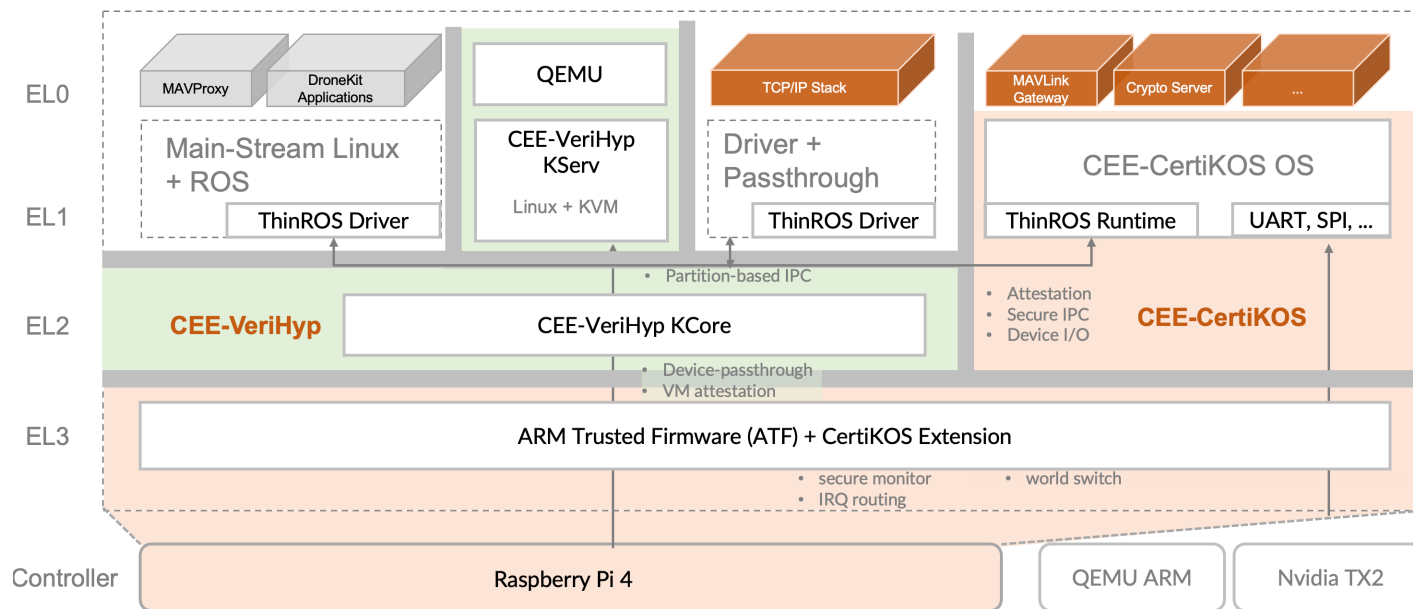 EL0
MAVProxy
DroneKit
Applications
QEMU
TCP/IP Stack
MAVLink
Gateway
Crypto Server
...
Main-Stream Linux
+ ROS
CEE-VeriHyp
KServ
Linux + KVM
Driver +
Passthrough
CEE-CertiKOS OS
EL1
ThinROS Driver
ThinROS Driver
ThinROS Runtime
UART, SPI, ...
• Partition-based IPC
EL2
CEE-VeriHyp
CEE-VeriHyp KCore
• Attestation
• Secure IPC
• Device I/O
CEE-CertiKOS
• Device-passthrough
• VM attestation
EL3
ARM Trusted Firmware (ATF) + CertiKOS Extension
• secure monitor
• IRQ routing
• world switch
Controller
Raspberry Pi 4
QEMU ARM
Nvidia TX2